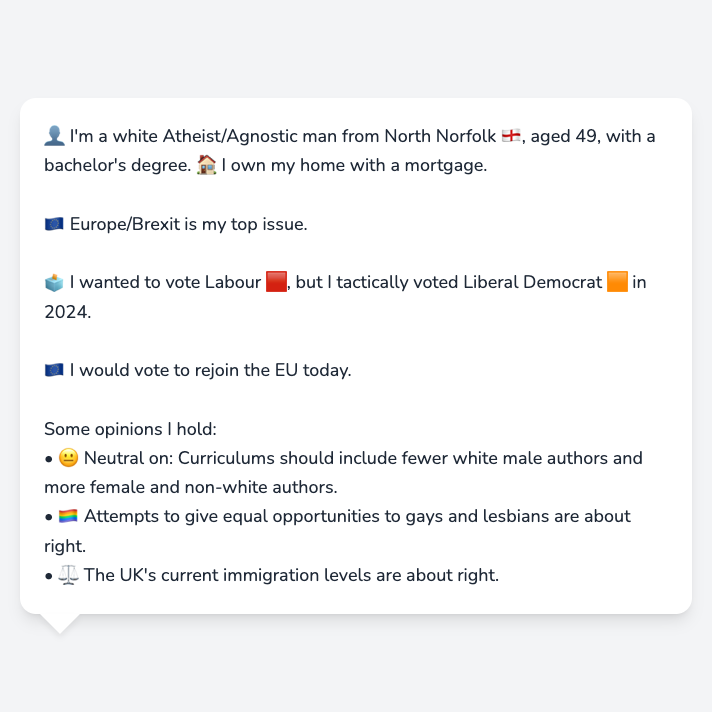 👤 I'm a white Atheist/Agnostic man from North Norfolk 🏴󠁧󠁢󠁥󠁮󠁧󠁿, aged 49, with a
bachelor's degree. 🏠 I own my home with a mortgage.
🇪🇺 Europe/Brexit is my top issue.
🗳️ I wanted to vote Labour 🟥, but I tactically voted Liberal Democrat 🟧 in
2024.
🇪🇺 I would vote to rejoin the EU today.
Some opinions I hold:
• 😐 Neutral on: Curriculums should include fewer white male authors and
more female and non-white authors.
• 🏳️‍🌈 Attempts to give equal opportunities to gays and lesbians are about
right.
• ⚖️ The UK's current immigration levels are about right.